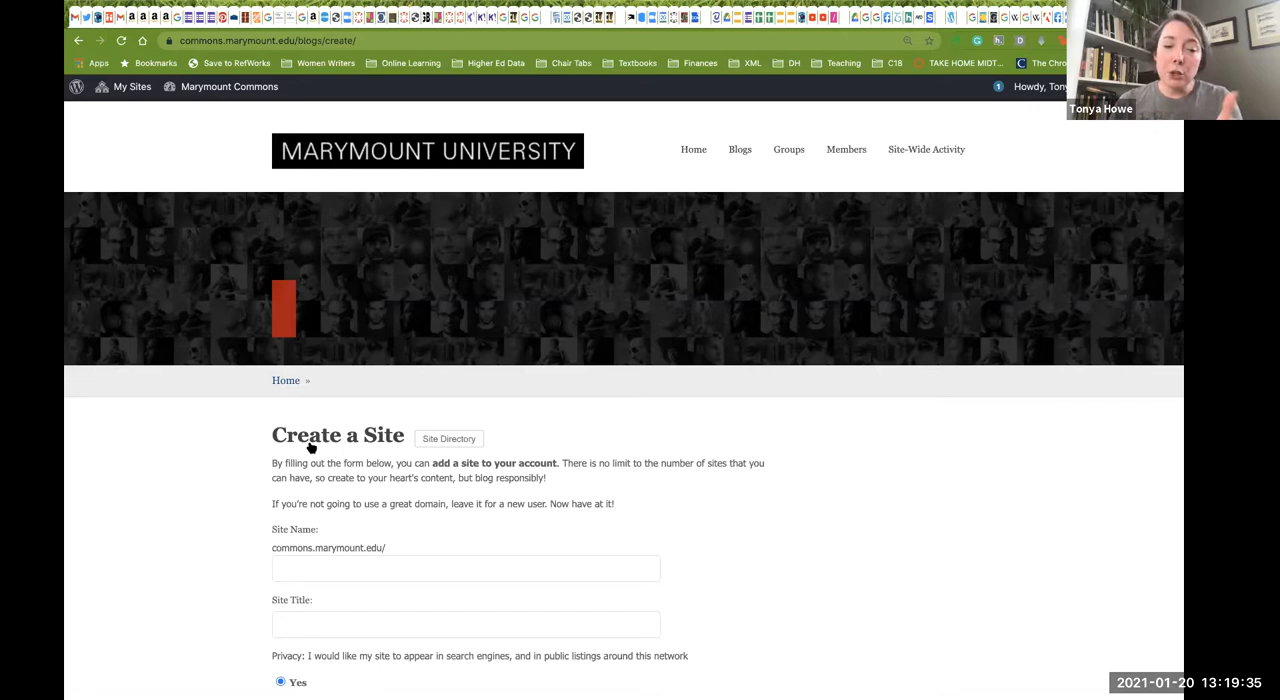 commons.marymount.edu/blogs/create/
Apps Bookmarks Save to RefWorks Women Writers Online Learning Higher Ed Data Chair Tabs Textbooks Finances XML DH Teaching C18 TAKE HOME MIDT... The Chro
My Sites Marymount Commons 1 Howdy, Tony
Tonya Howe
MARYMOUNT UNIVERSITY
Home Blogs Groups Members Site-Wide Activity
Home »
Create a Site Site Directory
By filling out the form below, you can add a site to your account. There is no limit to the number of sites that you
can have, so create to your heart's content, but blog responsibly!
If you're not going to use a great domain, leave it for a new user. Now have at it!
Site Name:
commons.marymount.edu/
Site Title:
Privacy: I would like my site to appear in search engines, and in public listings around this network
Yes
2021-01-20 13:19:35